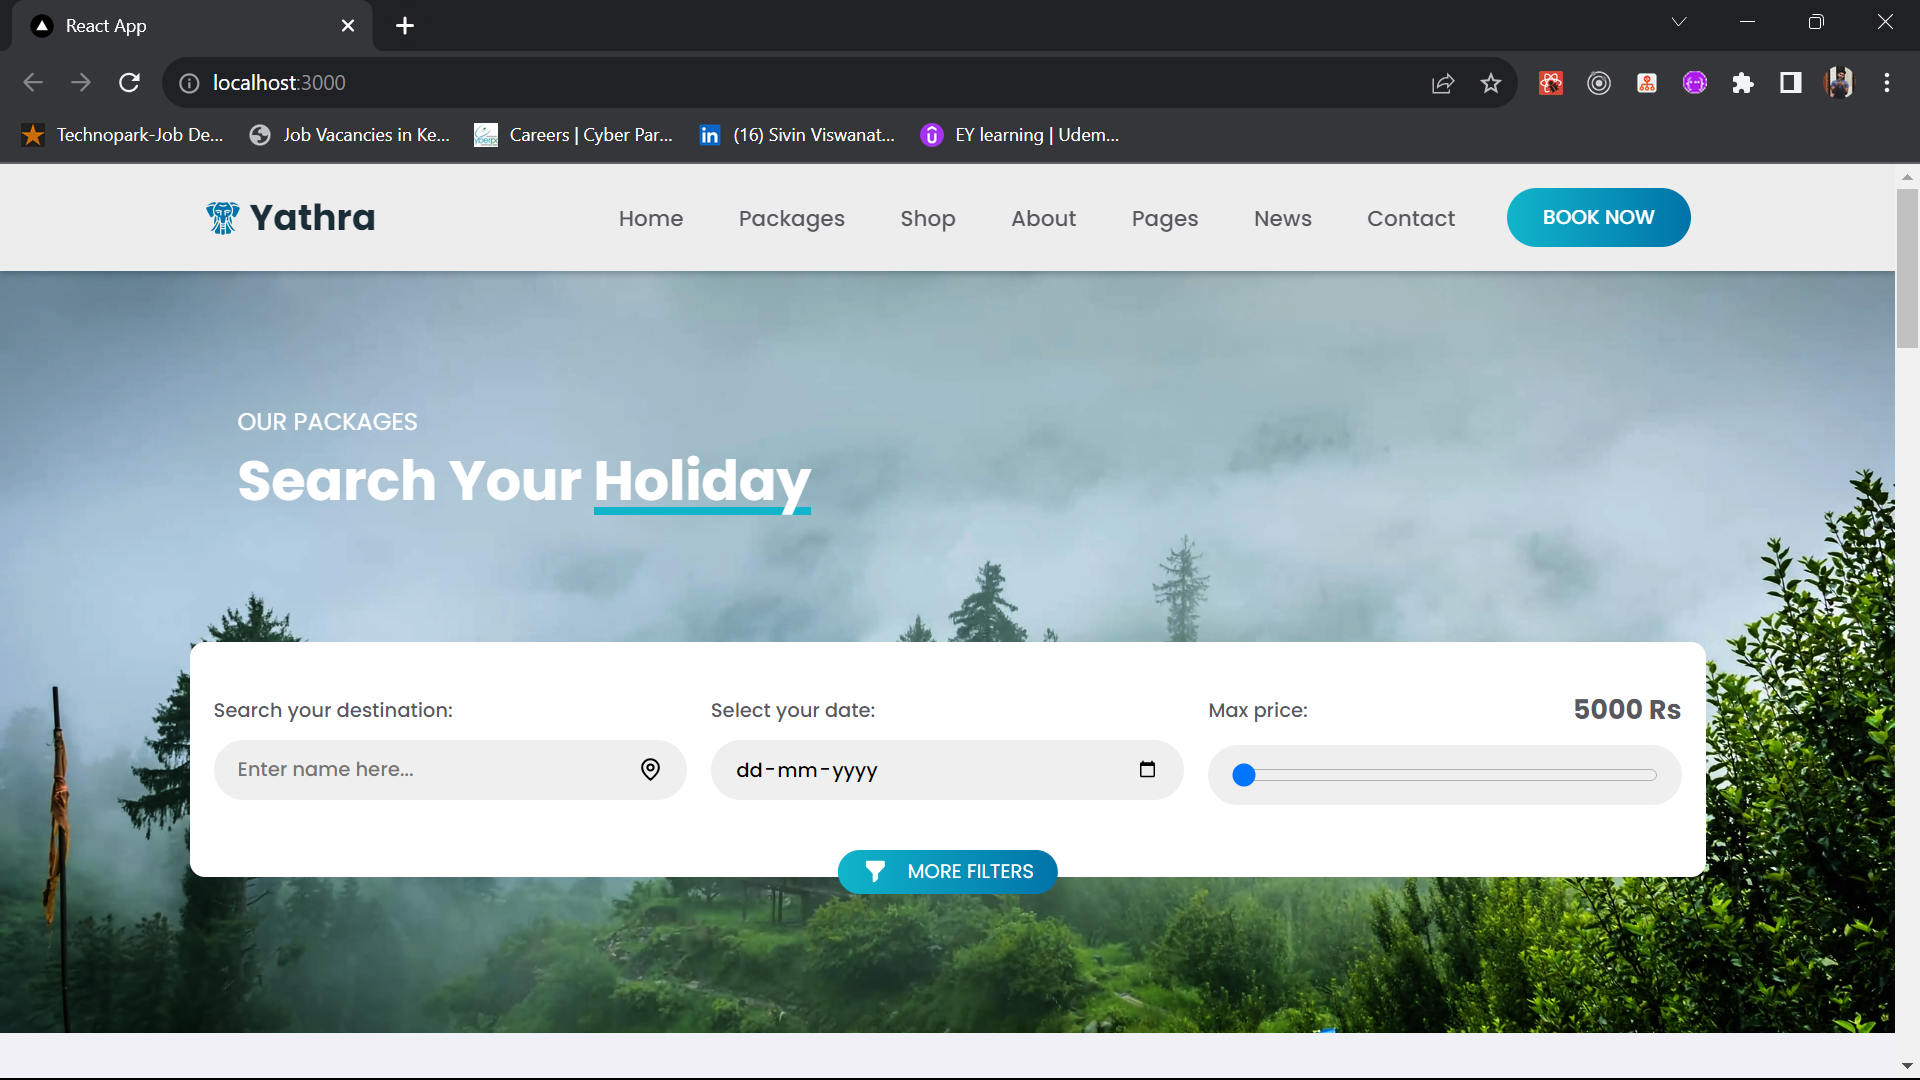 React App
localhost:3000
Technopark-Job De... Job Vacancies in Ke... Careers | Cyber Par... in (16) Sivin Viswanat... EY learning | Udem...
Yathra Home Packages Shop About Pages News Contact BOOK NOW
OUR PACKAGES
Search Your Holiday
Search your destination: Select your date: Max price: 5000 Rs
Enter name here... dd-mm-yyyy
MORE FILTERS